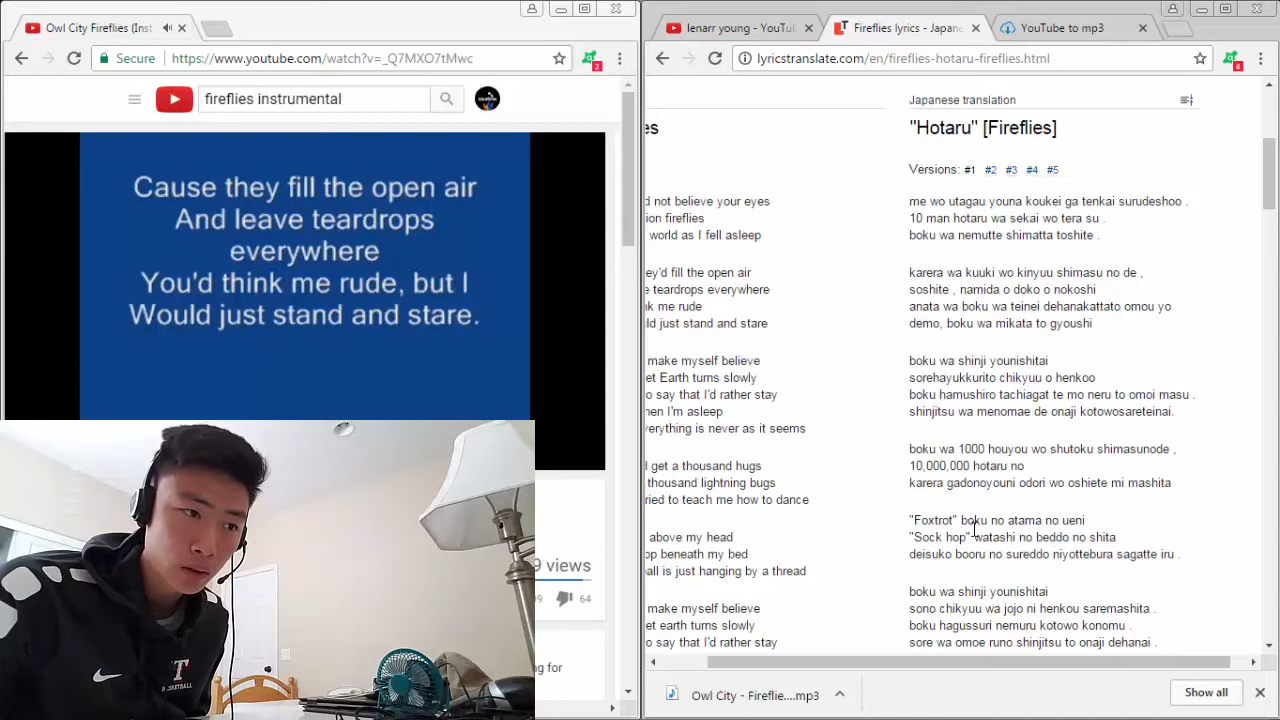 Owl City Fireflies (Inst
Secure
https://www.youtube.com/watch?v=_Q7MXO7tMwc
2
fireflies instrumental
Cause they fill the open air
And leave teardrops
everywhere
You'd think me rude, but I
Would just stand and stare.
9 views
64
ng for
T
BASKETBALL
lenarr young - YouTu
Fireflies lyrics - Japane
YouTube to mp3
lyricstranslate.com/en/fireflies-hotaru-fireflies.html
4
es
d not believe your eyes
ion fireflies
world as I fell asleep
ey'd fill the open air
e teardrops everywhere
nk me rude
ld just stand and stare
make myself believe
et Earth turns slowly
o say that I'd rather stay
hen I'm asleep
everything is never as it seems
I get a thousand hugs
thousand lightning bugs
ried to teach me how to dance
above my head
op beneath my bed
all is just hanging by a thread
make myself believe
et earth turns slowly
o say that I'd rather stay
Japanese translation
"Hotaru" [Fireflies]
Versions: #1 #2 #3 #4 #5
me wo utagau youna koukei ga tenkai surudeshoo .
10 man hotaru wa sekai wo tera su .
boku wa nemutte shimatta toshite .
karera wa kuuki wo kinyuu shimasu no de ,
soshite , namida o doko o nokoshi
anata wa boku wa teinei dehanakattato omou yo
demo, boku wa mikata to gyoushi
boku wa shinji younishitai
sorehayukkurito chikyuu o henkoo
boku hamushiro tachiagat te mo neru to omoi masu .
shinjitsu wa menomae de onaji kotowosareteinai.
boku wa 1000 houyou wo shutoku shimasunode ,
10,000,000 hotaru no
karera gadonoyouni odori wo oshiete mi mashita
"Foxtrot" boku no atama no ueni
"Sock hop" watashi no beddo no shita
deisuko booru no sureddo niyottebura sagatte iru .
boku wa shinji younishitai
sono chikyuu wa jojo ni henkou saremashita .
boku hagussuri nemuru kotowo konomu .
sore wa omoe runo shinjitsu to onaji dehanai .
Owl City - Fireflie....mp3
Show all